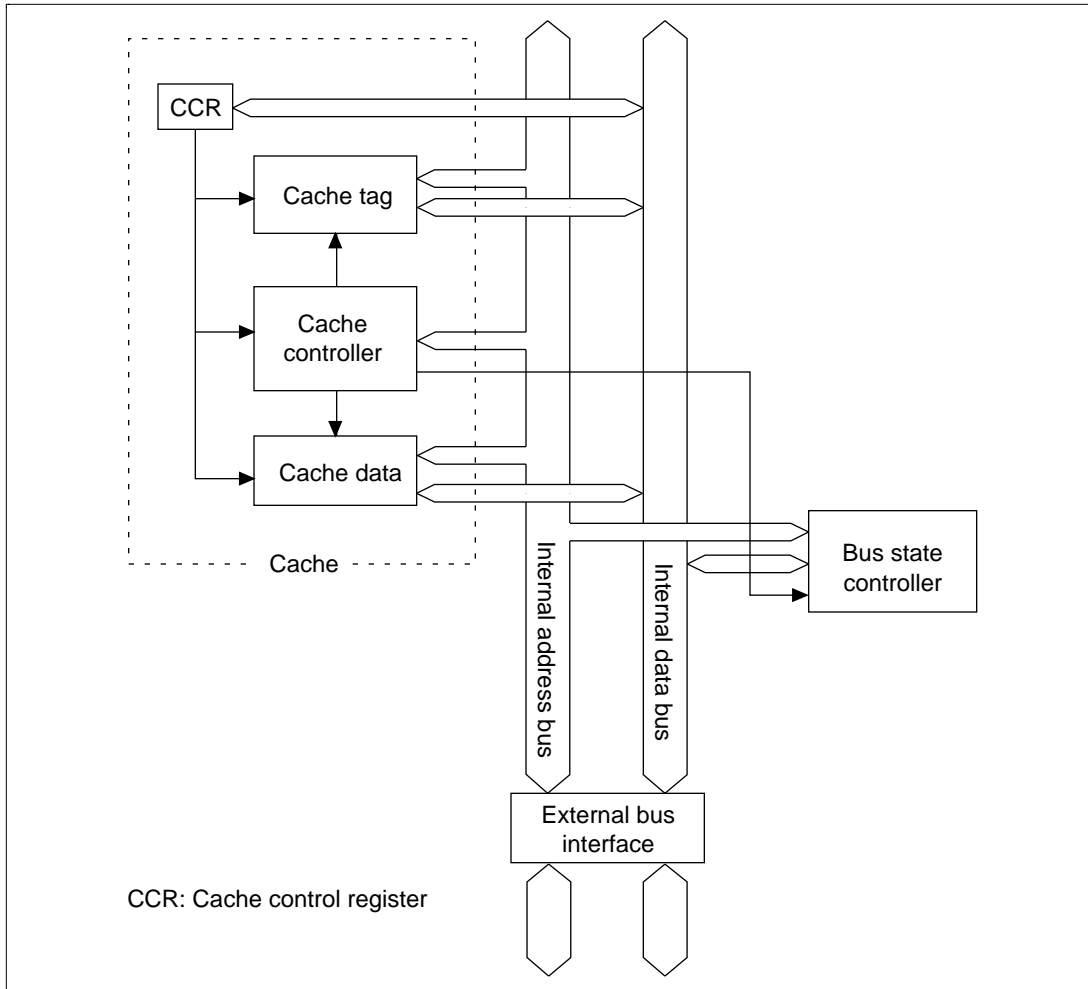 CCR
Cache tag
Cache
controller
Cache data
Cache
Internal address bus
Internal data bus
Bus state
controller
External bus
interface
CCR: Cache control register